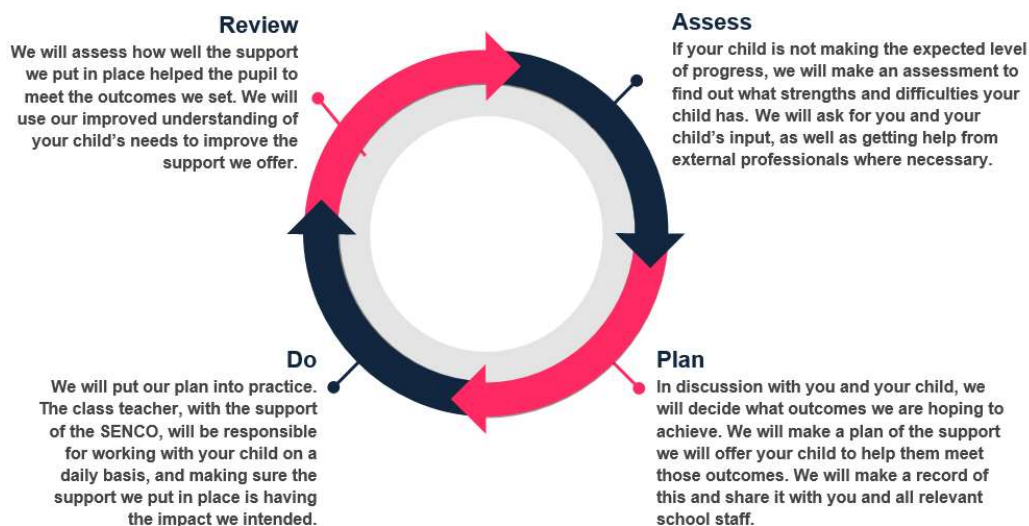 Review
We will assess how well the support
we put in place helped the pupil to
meet the outcomes we set. We will
use our improved understanding of
your child’s needs to improve the
support we offer.
Assess
If your child is not making the expected level
of progress, we will make an assessment to
find out what strengths and difficulties your
child has. We will ask for you and your
child’s input, as well as getting help from
external professionals where necessary.
Do
We will put our plan into practice.
The class teacher, with the support
of the SENCO, will be responsible
for working with your child on a
daily basis, and making sure the
support we put in place is having
the impact we intended.
Plan
In discussion with you and your child, we
will decide what outcomes we are hoping to
achieve. We will make a plan of the support
we will offer your child to help them meet
those outcomes. We will make a record of
this and share it with you and all relevant
school staff.